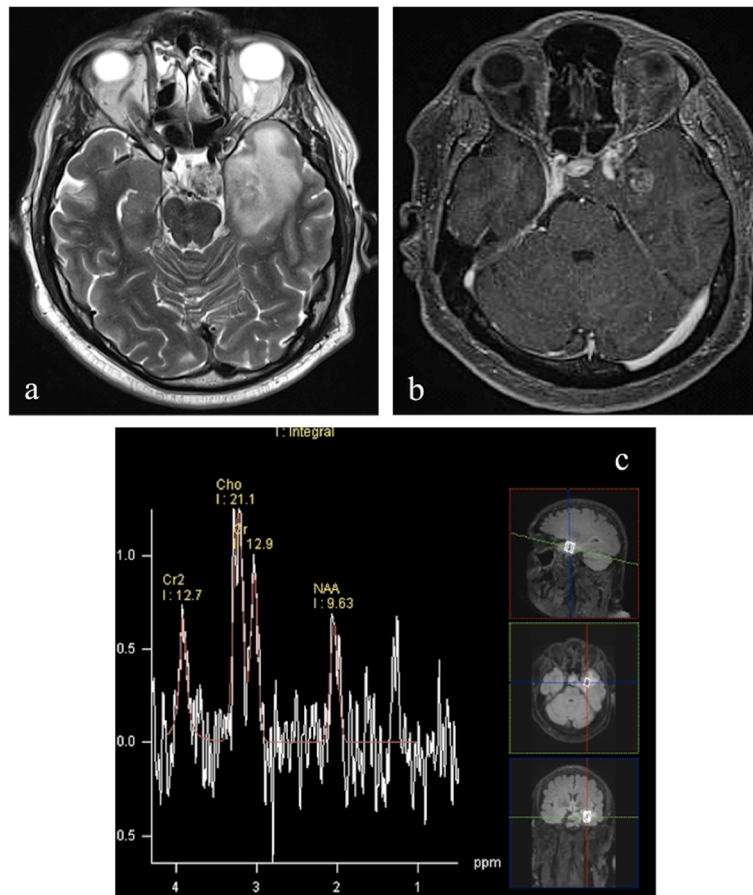 a
b
I : Integral
c
Cho
I : 21.1
Cr
I : 12.9
Cr2
I : 12.7
NAA
I : 9.63
1.0
0.5
0.0
0.5
ppm
4 3 2 1